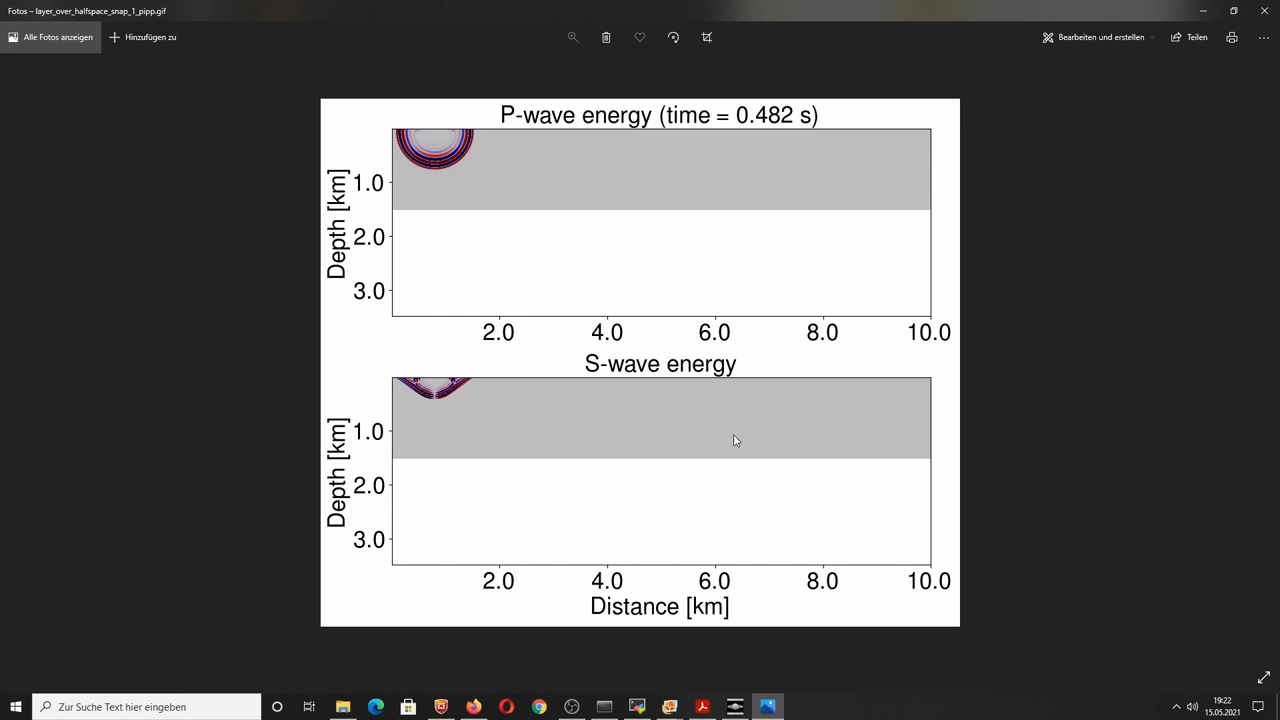 Fotos – layer_over_halfspace_snap_1_pipp.gif
Alle Fotos anzeigen
Hinzufügen zu
Bearbeiten und erstellen
Teilen
P-wave energy (time = 0.482 s)
Depth [km]
1.0
2.0
3.0
2.0 4.0 6.0 8.0 10.0
S-wave energy
Depth [km]
1.0
2.0
3.0
2.0 4.0 6.0 8.0 10.0
Distance [km]
Zur Suche Text hier eingeben
19:22
15.05.2021